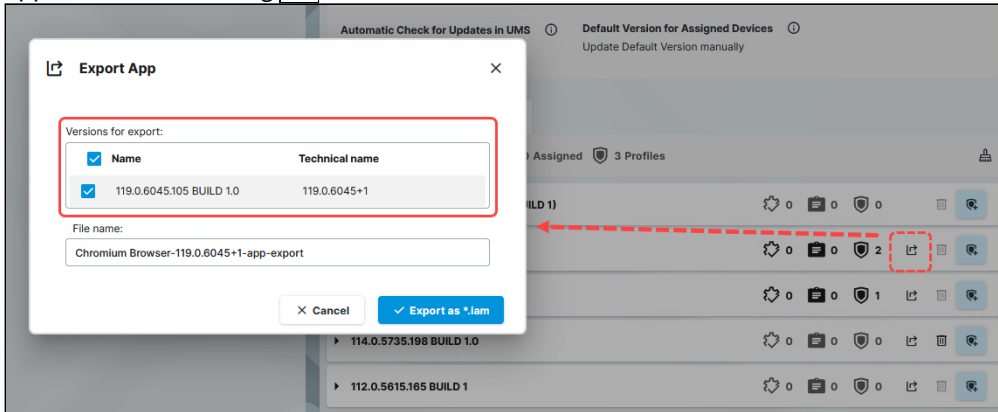 Automatic Check for Updates in UMS
Default Version for Assigned Devices
Update Default Version manually
Export App
Versions for export:
Name Technical name
119.0.6045.105 BUILD 1.0 119.0.6045+1
File name:
Chromium Browser-119.0.6045+1-app-export
Cancel Export as *.iam
Assigned 3 Profiles
0 0 0
0 0 2
0 0 1
114.0.5735.198 BUILD 1.0 0 0 0
112.0.5615.165 BUILD 1 0 0 0